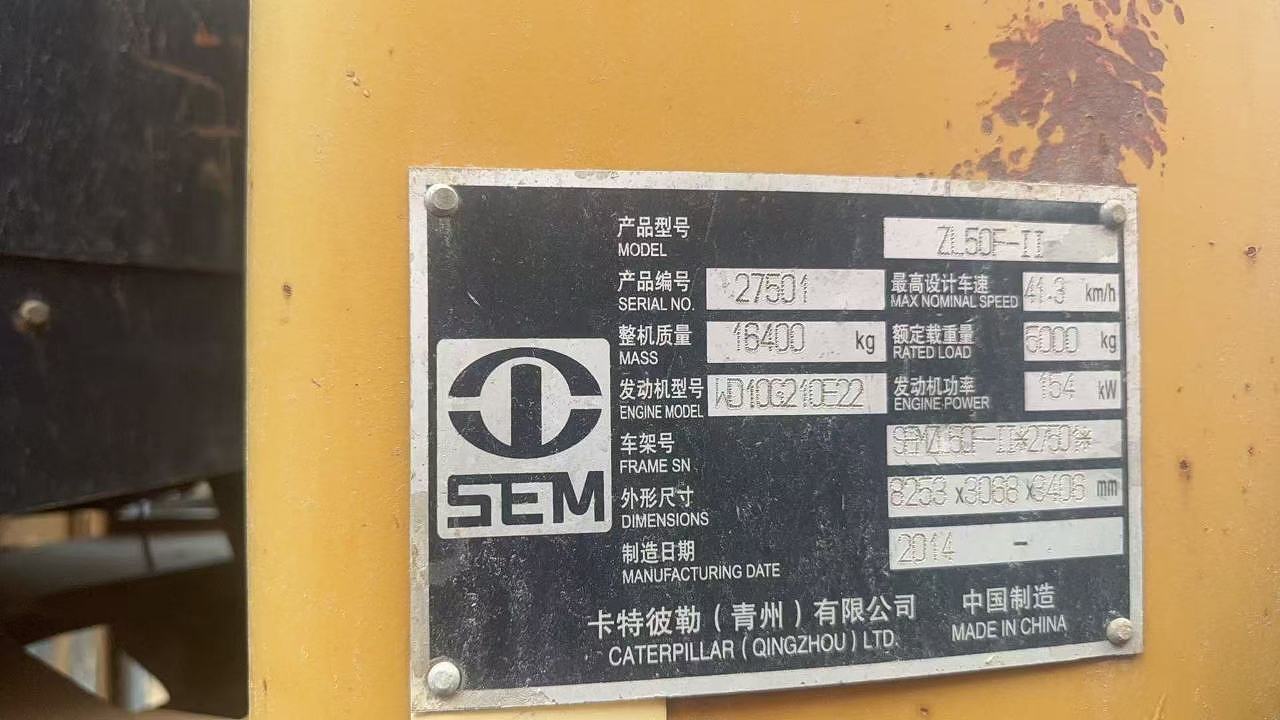 产品型号
MODEL
ZL50F-II
产品编号
SERIAL NO.
27501
最高设计车速
MAX NOMINAL SPEED
41.3 km/h
整机质量
MASS
16400 kg
额定载重量
RATED LOAD
5000 kg
发动机型号
ENGINE MODEL
WD10G210E22
发动机功率
ENGINE POWER
154 kW
车架号
FRAME SN
SEMZL50F-II*27501*
外形尺寸
DIMENSIONS
8253 x3068 x3406 mm
制造日期
MANUFACTURING DATE
2014 -
SEM
卡特彼勒（青州）有限公司
CATERPILLAR ( QINGZHOU ) LTD.
中国制造
MADE IN CHINA